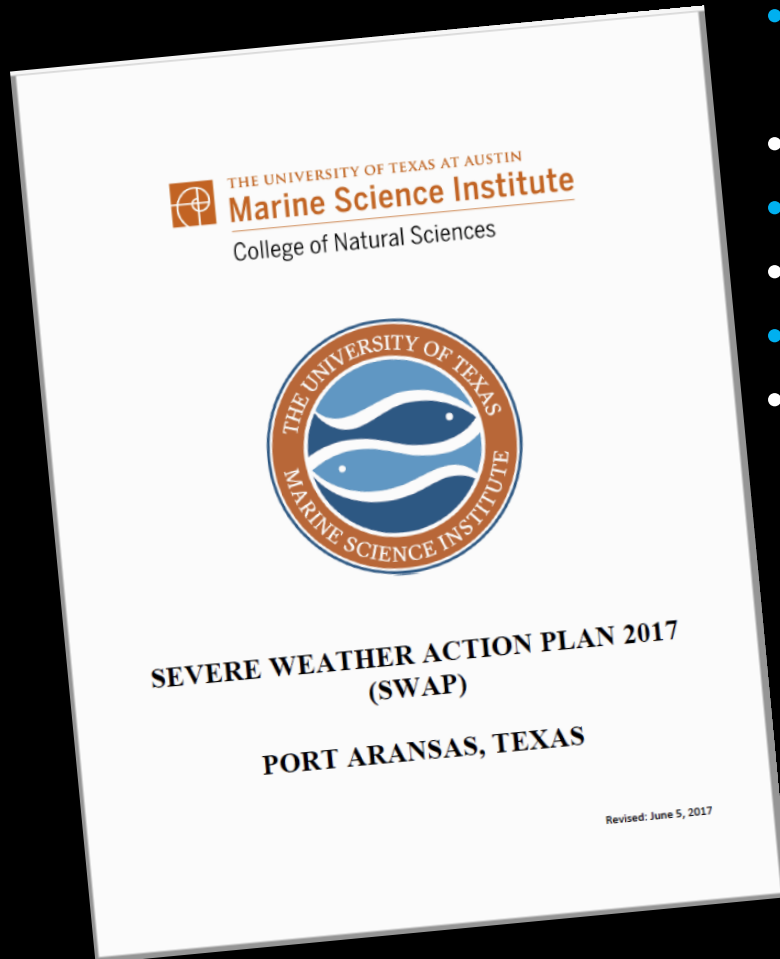 THE UNIVERSITY OF TEXAS AT AUSTIN
Marine Science Institute
College of Natural Sciences
THE UNIVERSITY OF TEXAS
MARINE SCIENCE INSTITUTE
SEVERE WEATHER ACTION PLAN 2017
(SWAP)
PORT ARANSAS, TEXAS
Revised: June 5, 2017